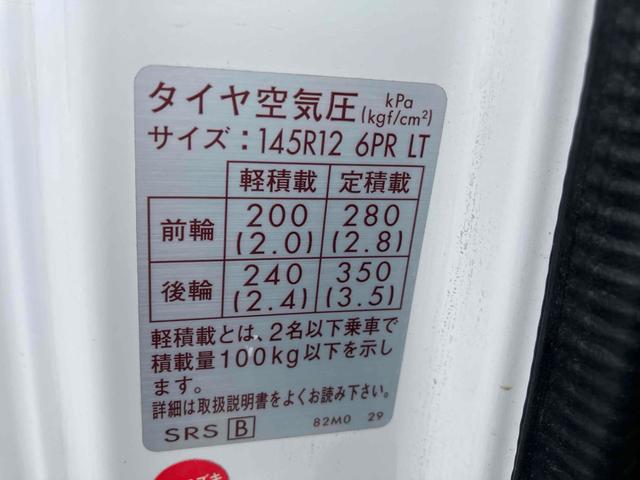 タイヤ空気圧 kPa (kgf/cm²)
サイズ：145R12 6PR LT
軽積載 定積載
前輪 200 (2.0) 280 (2.8)
後輪 240 (2.4) 350 (3.5)
軽積載とは、2名以下乗車で
積載量100kg以下を示し
ます。
詳細は取扱説明書をよくお読み下さい。
SRS B 82M0 29